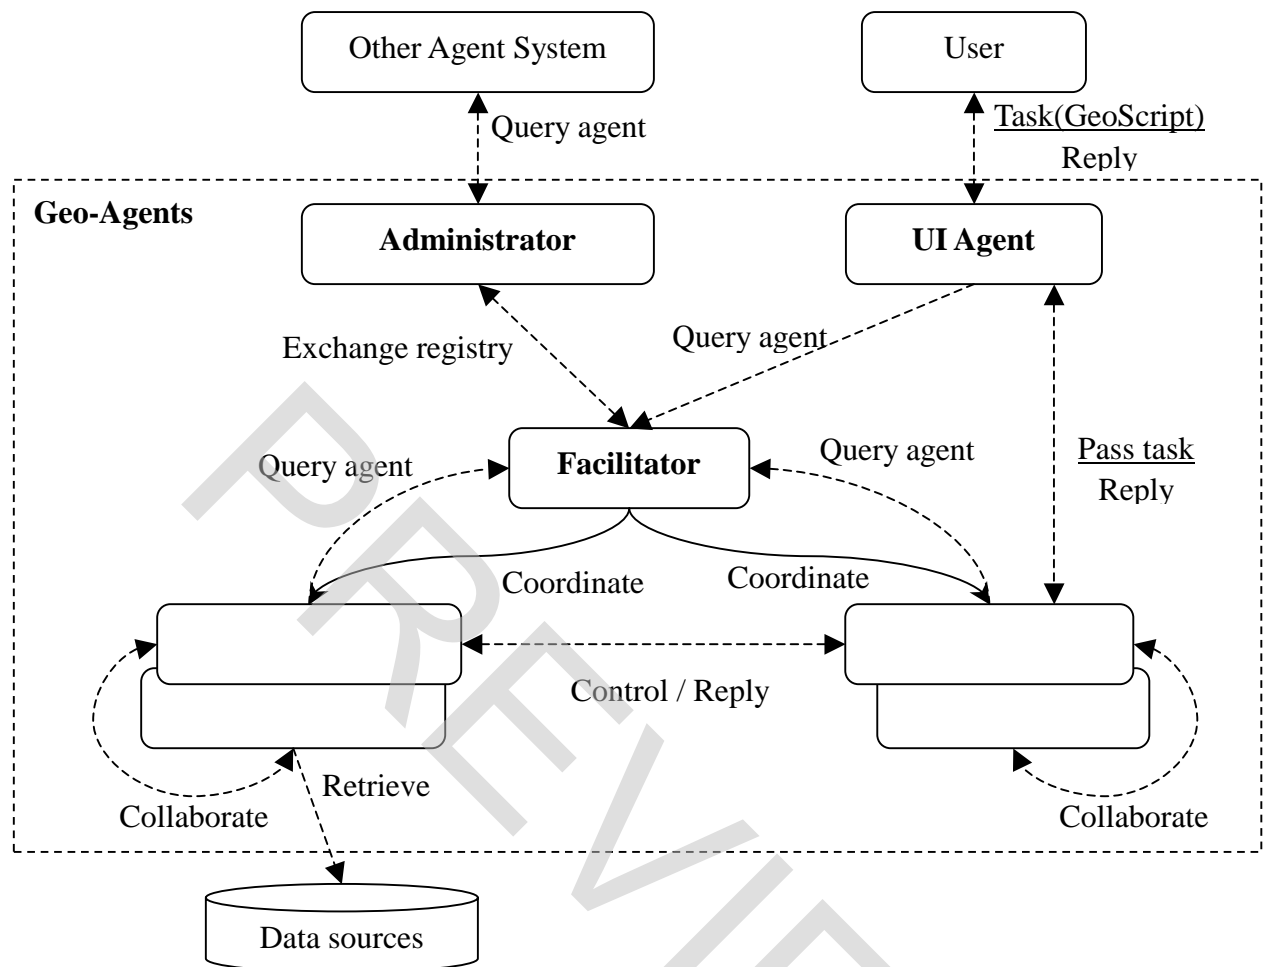 Other Agent System
User
Query agent
Task(GeoScript)
Reply
Geo-Agents
Administrator
UI Agent
Exchange registry
Query agent
Query agent
Facilitator
Query agent
Pass task
Reply
Coordinate
Coordinate
Control / Reply
Retrieve
Collaborate
Collaborate
Data sources